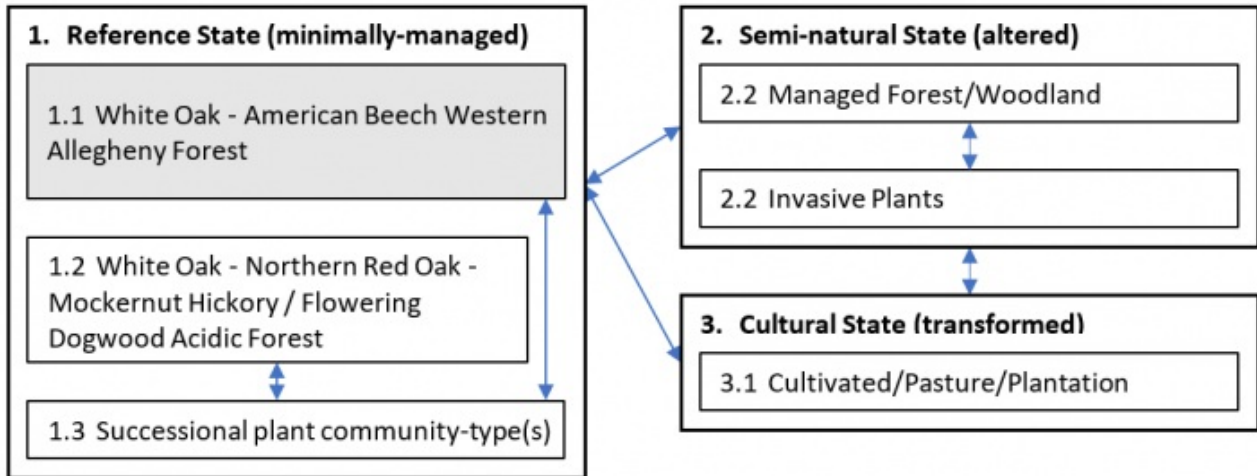 1. Reference State (minimally-managed)
1.1 White Oak - American Beech Western
Allegheny Forest
1.2 White Oak - Northern Red Oak -
Mockernut Hickory / Flowering
Dogwood Acidic Forest
1.3 Successional plant community-type(s)
2. Semi-natural State (altered)
2.2 Managed Forest/Woodland
2.2 Invasive Plants
3. Cultural State (transformed)
3.1 Cultivated/Pasture/Plantation